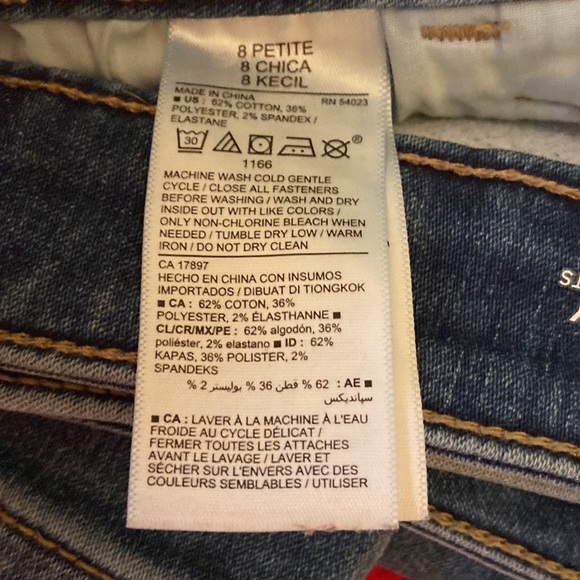 8 PETITE
8 CHICA
8 KECIL
MADE IN CHINA RN 54023
■ US : 62% COTTON, 36%
POLYESTER, 2% SPANDEX /
ELASTANE
30 ®
1166
MACHINE WASH COLD GENTLE
CYCLE / CLOSE ALL FASTENERS
BEFORE WASHING / WASH AND DRY
INSIDE OUT WITH LIKE COLORS /
ONLY NON-CHLORINE BLEACH WHEN
NEEDED / TUMBLE DRY LOW / WARM
IRON / DO NOT DRY CLEAN
CA 17897
HECHO EN CHINA CON INSUMOS
IMPORTADOS / DIBUAT DI TIONGKOK
■ CA : 62% COTON, 36%
POLYESTER, 2% ÉLASTHANNE ■
CL/CR/MX/PE : 62% algodón, 36%
poliéster, 2% elastano ■ ID : 62%
KAPAS, 36% POLISTER, 2%
SPANDEKS
■ AE : 62 % قطن 36 % بوليستر 2 %
سبانديكس
■ CA : LAVER À LA MACHINE À L'EAU
FROIDE AU CYCLE DÉLICAT /
FERMER TOUTES LES ATTACHES
AVANT LE LAVAGE / LAVER ET
SÉCHER SUR L'ENVERS AVEC DES
COULEURS SEMBLABLES / UTILISER